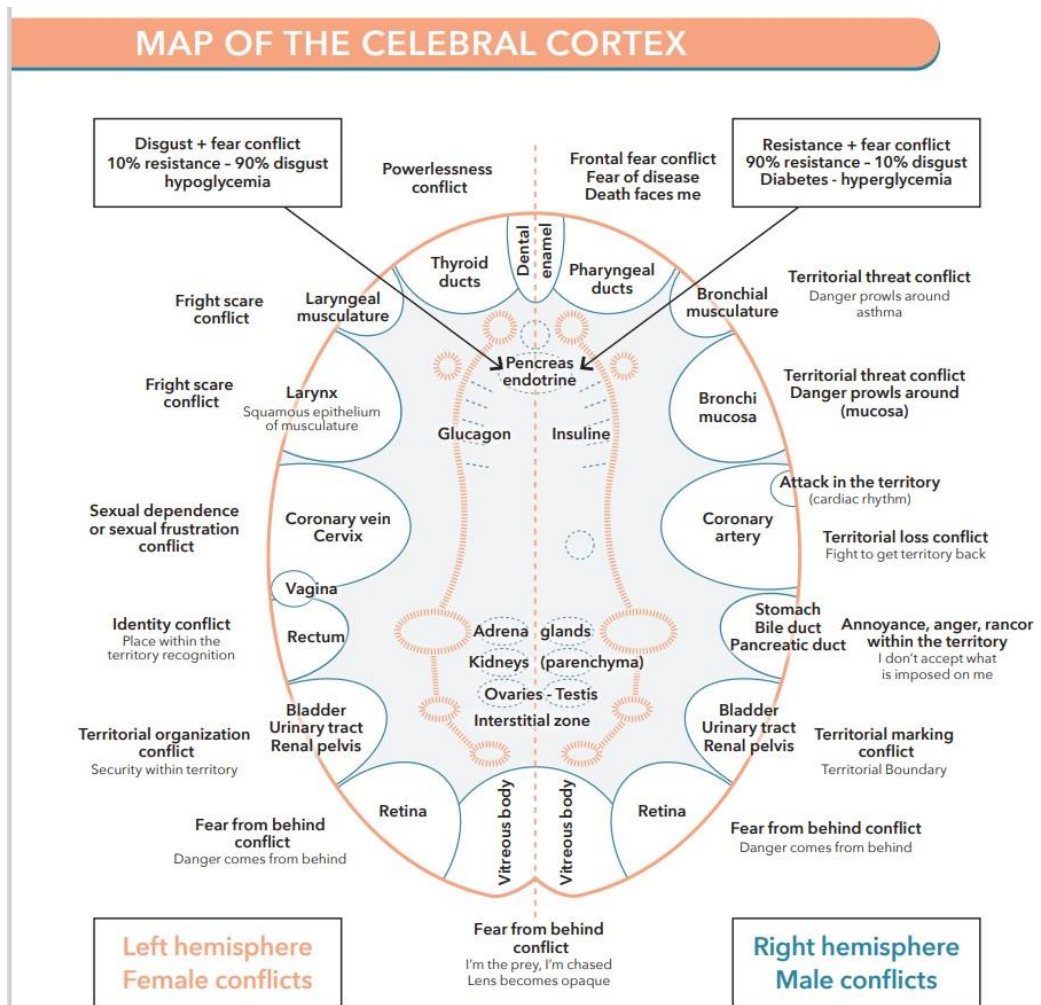 MAP OF THE CELEBRAL CORTEX
Disgust + fear conflict
10% resistance – 90% disgust
hypoglycemia
Powerlessness
conflict
Frontal fear conflict
Fear of disease
Death faces me
Resistance + fear conflict
90% resistance – 10% disgust
Diabetes - hyperglycemia
Thyroid
ducts
Dental
enamel
Pharyngeal
ducts
Fright scare
conflict
Laryngeal
musculature
Bronchial
musculature
Territorial threat conflict
Danger prowls around
asthma
Pencreas
endotrine
Fright scare
conflict
Larynx
Squamous epithelium
of musculature
Glucagon
Insuline
Bronchi
mucosa
Territorial threat conflict
Danger prowls around
(mucosa)
Attack in the territory
(cardiac rhythm)
Sexual dependence
or sexual frustration
conflict
Coronary vein
Cervix
Coronary
artery
Territorial loss conflict
Fight to get territory back
Vagina
Identity conflict
Place within the
territory recognition
Rectum
Adrena glands
Kidneys (parenchyma)
Ovaries - Testis
Interstitial zone
Stomach
Bile duct
Pancreatic duct
Annoyance, anger, rancor
within the territory
I don't accept what
is imposed on me
Territorial organization
conflict
Security within territory
Bladder
Urinary tract
Renal pelvis
Bladder
Urinary tract
Renal pelvis
Territorial marking
conflict
Territorial Boundary
Fear from behind
conflict
Danger comes from behind
Retina
Vitreous body
Vitreous body
Retina
Fear from behind conflict
Danger comes from behind
Fear from behind
conflict
I'm the prey, I'm chased
Lens becomes opaque
Left hemisphere
Female conflicts
Right hemisphere
Male conflicts